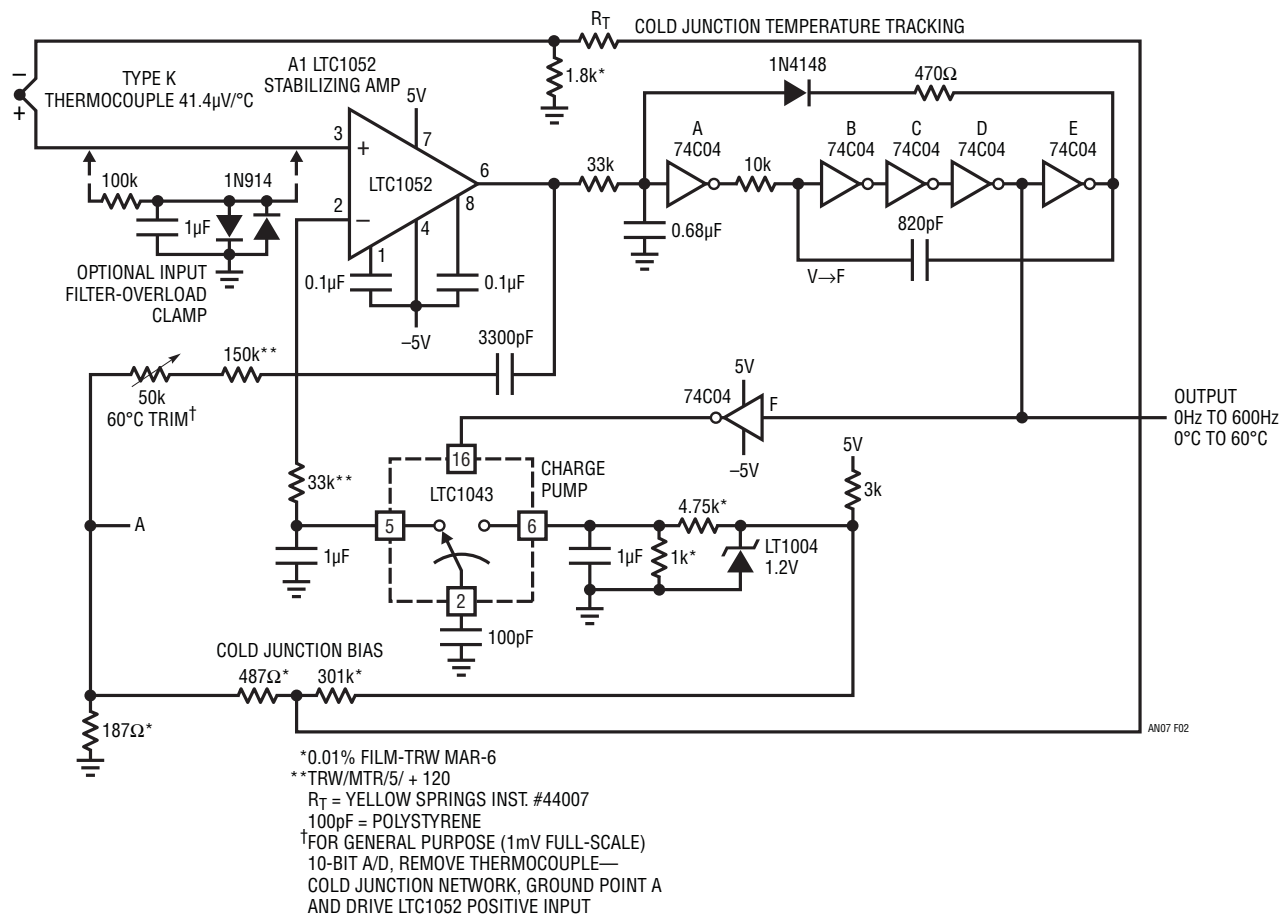 R_T
COLD JUNCTION TEMPERATURE TRACKING
–
TYPE K
THERMOCOUPLE 41.4µV/°C
+
A1 LTC1052
STABILIZING AMP
5V
1.8k*
1N4148
470Ω
3
+
7
LTC1052
6
2
–
8
4
1
33k
A
74C04
10k
B
74C04
C
74C04
D
74C04
E
74C04
100k
1N914
1µF
OPTIONAL INPUT
FILTER-OVERLOAD
CLAMP
0.1µF
0.1µF
–5V
0.68µF
820pF
V→F
3300pF
150k**
50k
60°C TRIM†
5V
74C04
F
–5V
OUTPUT
0Hz TO 600Hz
0°C TO 60°C
16
CHARGE
PUMP
LTC1043
5V
3k
33k**
5
6
4.75k*
A
1µF
1µF
1k*
LT1004
1.2V
2
100pF
COLD JUNCTION BIAS
487Ω*
301k*
187Ω*
AN07 F02
*0.01% FILM-TRW MAR-6
**TRW/MTR/5/ + 120
R_T = YELLOW SPRINGS INST. #44007
100pF = POLYSTYRENE
†FOR GENERAL PURPOSE (1mV FULL-SCALE)
10-BIT A/D, REMOVE THERMOCOUPLE—
COLD JUNCTION NETWORK, GROUND POINT A
AND DRIVE LTC1052 POSITIVE INPUT